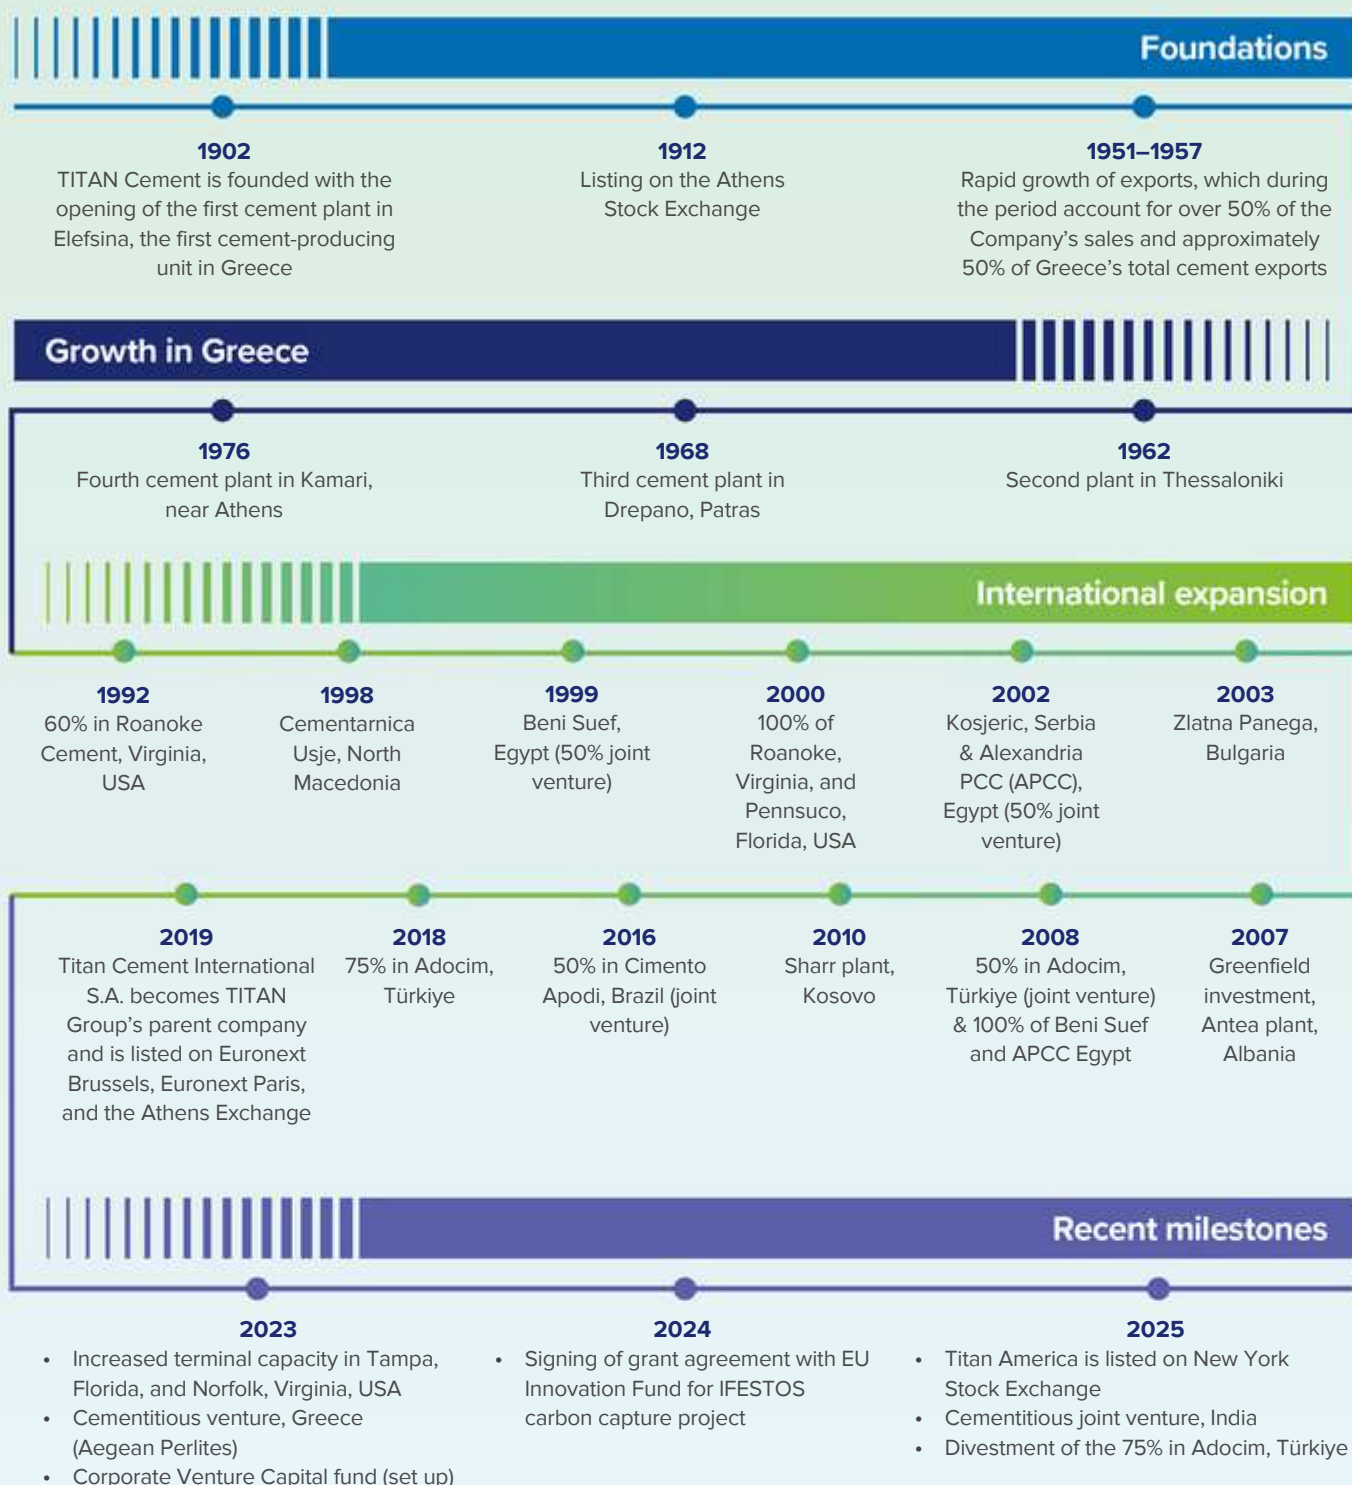 Foundations
1902
TITAN Cement is founded with the
opening of the first cement plant in
Elefsina, the first cement-producing
unit in Greece
1912
Listing on the Athens
Stock Exchange
1951–1957
Rapid growth of exports, which during
the period account for over 50% of the
Company's sales and approximately
50% of Greece's total cement exports
Growth in Greece
1976
Fourth cement plant in Kamari,
near Athens
1968
Third cement plant in
Drepano, Patras
1962
Second plant in Thessaloniki
International expansion
1992
60% in Roanoke
Cement, Virginia,
USA
1998
Cementarnica
Usje, North
Macedonia
1999
Beni Suef,
Egypt (50% joint
venture)
2000
100% of
Roanoke,
Virginia, and
Pennsuco,
Florida, USA
2002
Kosjeric, Serbia
& Alexandria
PCC (APCC),
Egypt (50% joint
venture)
2003
Zlatna Panega,
Bulgaria
2019
Titan Cement International
S.A. becomes TITAN
Group's parent company
and is listed on Euronext
Brussels, Euronext Paris,
and the Athens Exchange
2018
75% in Adocim,
Türkiye
2016
50% in Cimento
Apodi, Brazil (joint
venture)
2010
Sharr plant,
Kosovo
2008
50% in Adocim,
Türkiye (joint venture)
& 100% of Beni Suef
and APCC Egypt
2007
Greenfield
investment,
Antea plant,
Albania
Recent milestones
2023
• Increased terminal capacity in Tampa,
Florida, and Norfolk, Virginia, USA
• Cementitious venture, Greece
(Aegean Perlites)
• Corporate Venture Capital fund (set up)
2024
• Signing of grant agreement with EU
Innovation Fund for IFESTOS
carbon capture project
2025
• Titan America is listed on New York
Stock Exchange
• Cementitious joint venture, India
• Divestment of the 75% in Adocim, Türkiye